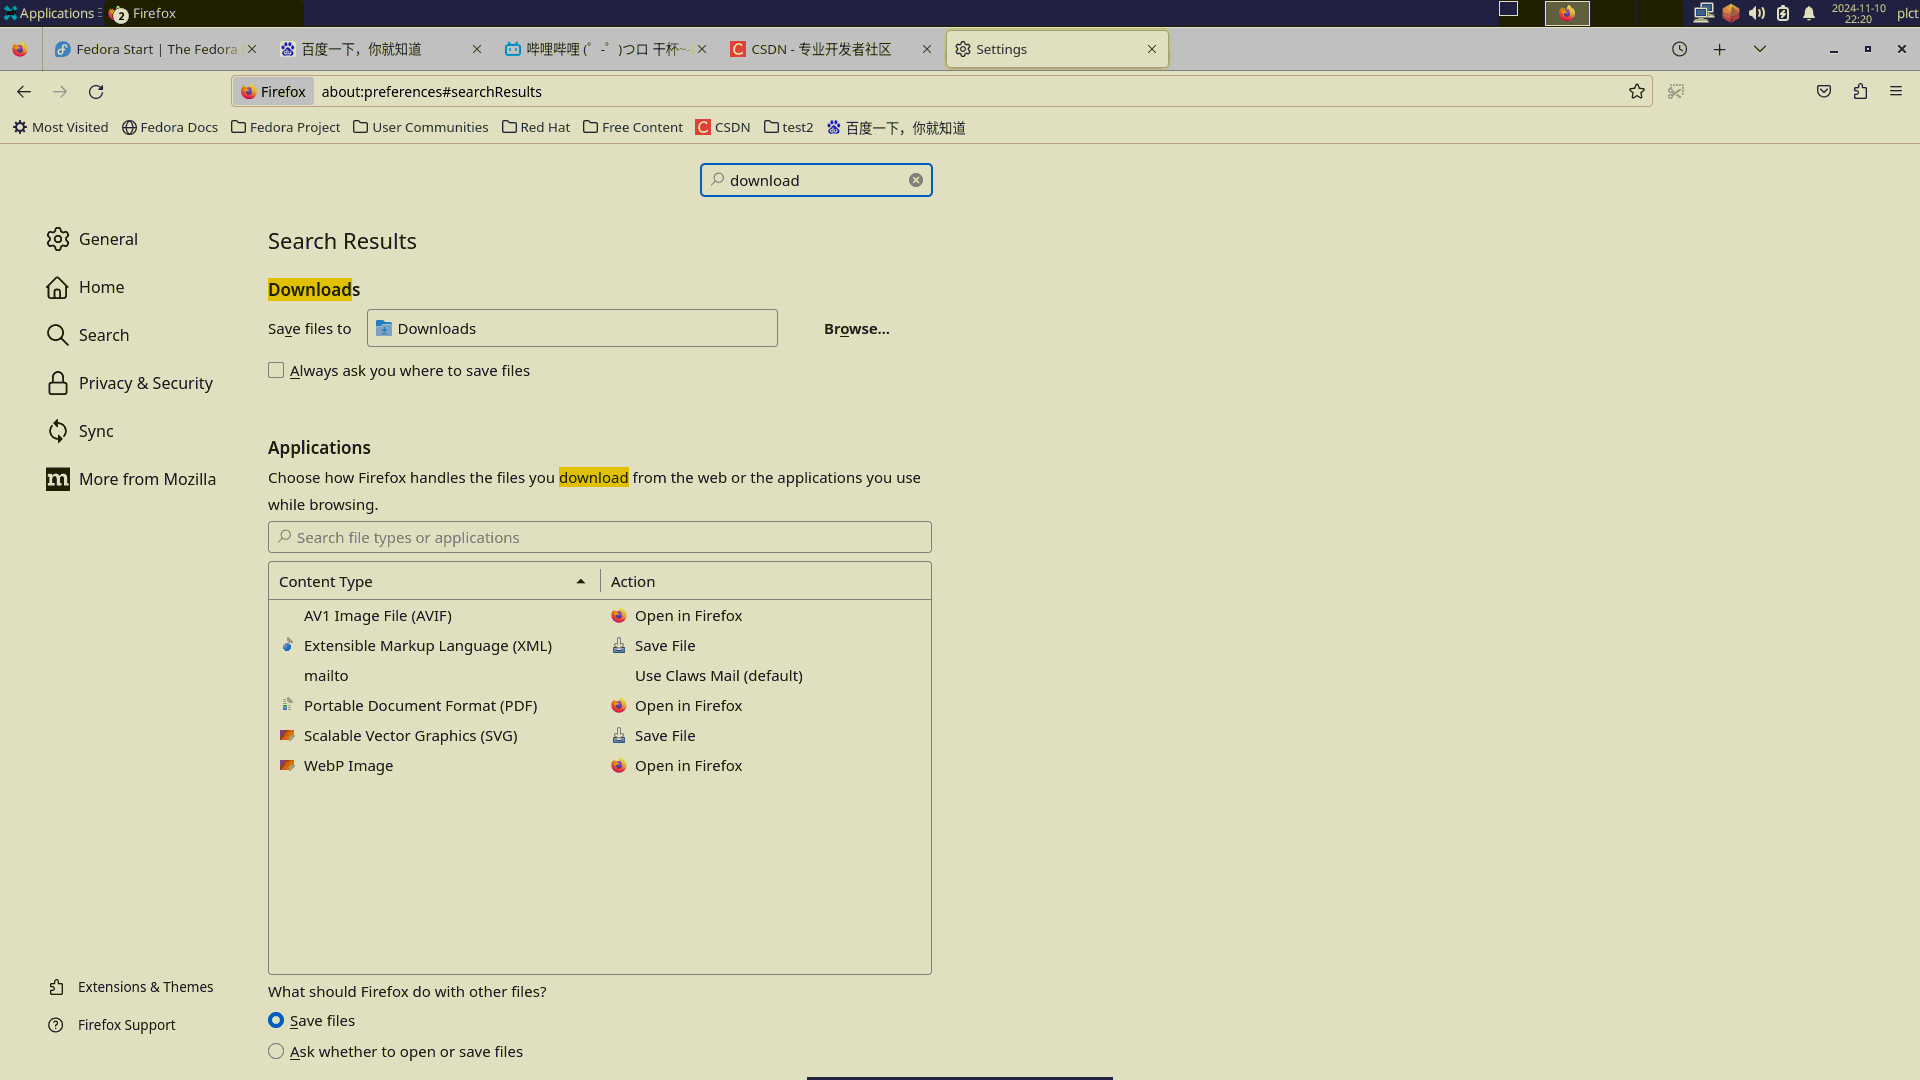 Applications
2
Firefox
2024-11-10
22:20
plct
Fedora Start | The Fedora
百度一下，你就知道
哔哩哔哩 (゜-゜)つロ 干杯~-
CSDN - 专业开发者社区
Settings
Firefox
about:preferences#searchResults
Most Visited
Fedora Docs
Fedora Project
User Communities
Red Hat
Free Content
CSDN
test2
百度一下，你就知道
download
General
Home
Search
Privacy & Security
Sync
More from Mozilla
Extensions & Themes
Firefox Support
Search Results
Downloads
Save files to
Downloads
Browse...
Always ask you where to save files
Applications
Choose how Firefox handles the files you download from the web or the applications you use
while browsing.
Search file types or applications
Content Type
Action
AV1 Image File (AVIF)
Open in Firefox
Extensible Markup Language (XML)
Save File
mailto
Use Claws Mail (default)
Portable Document Format (PDF)
Open in Firefox
Scalable Vector Graphics (SVG)
Save File
WebP Image
Open in Firefox
What should Firefox do with other files?
Save files
Ask whether to open or save files